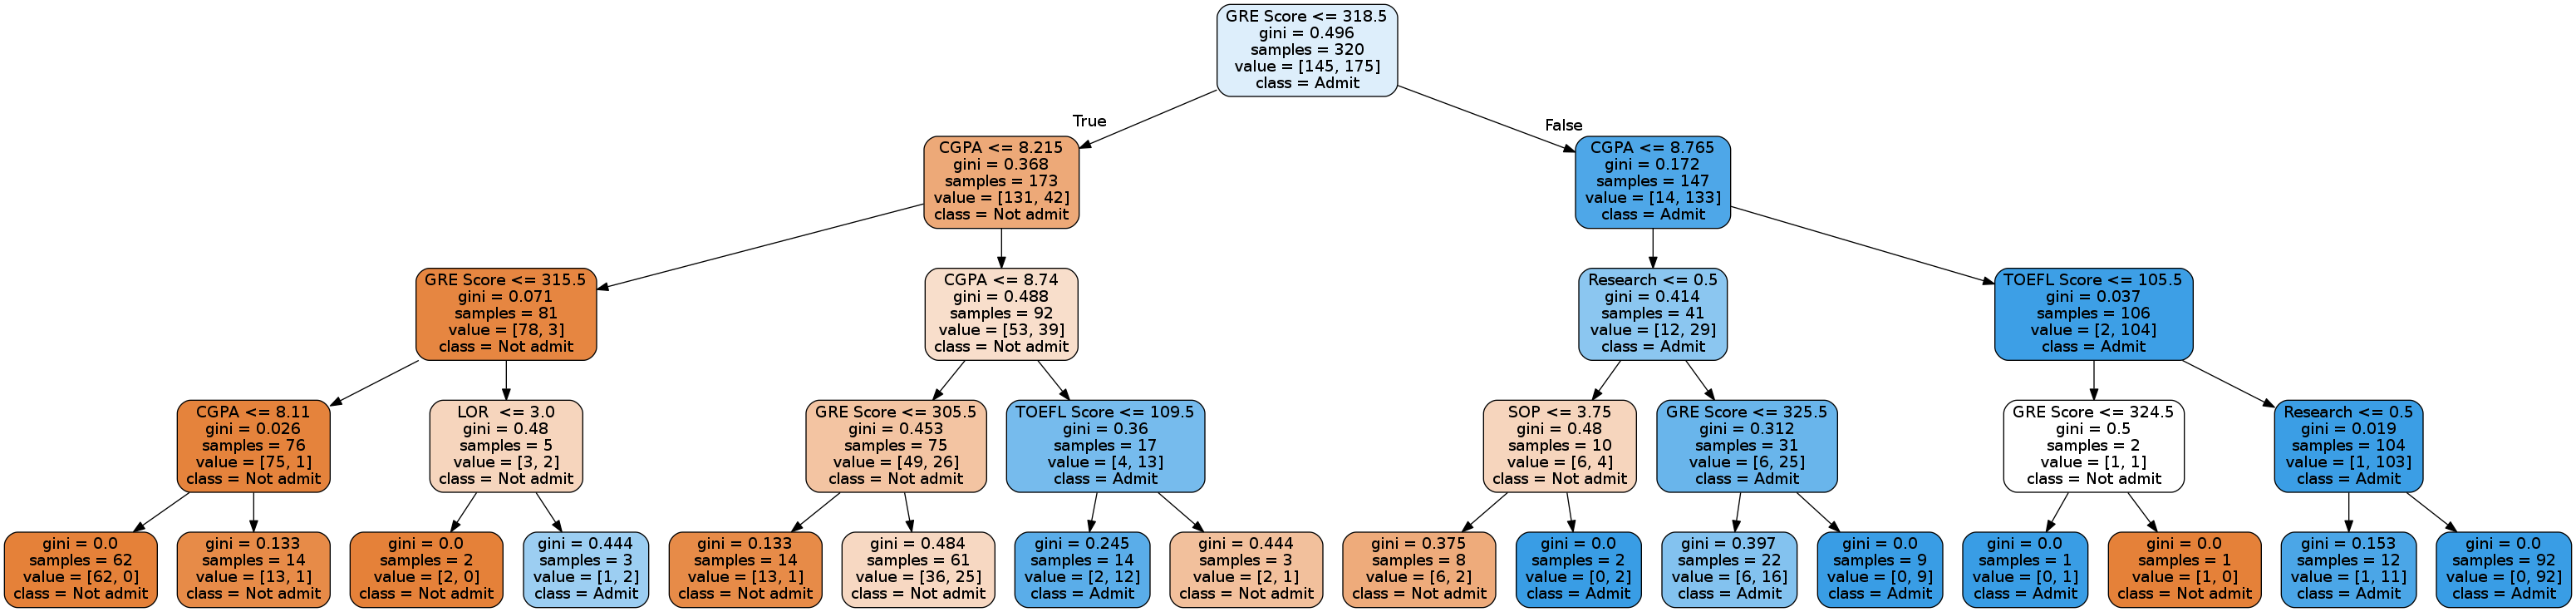 GRE Score <= 318.5
gini = 0.496
samples = 320
value = [145, 175]
class = Admit
True
False
CGPA <= 8.215
gini = 0.368
samples = 173
value = [131, 42]
class = Not admit
CGPA <= 8.765
gini = 0.172
samples = 147
value = [14, 133]
class = Admit
GRE Score <= 315.5
gini = 0.071
samples = 81
value = [78, 3]
class = Not admit
CGPA <= 8.74
gini = 0.488
samples = 92
value = [53, 39]
class = Not admit
Research <= 0.5
gini = 0.414
samples = 41
value = [12, 29]
class = Admit
TOEFL Score <= 105.5
gini = 0.037
samples = 106
value = [2, 104]
class = Admit
CGPA <= 8.11
gini = 0.026
samples = 76
value = [75, 1]
class = Not admit
LOR  <= 3.0
gini = 0.48
samples = 5
value = [3, 2]
class = Not admit
GRE Score <= 305.5
gini = 0.453
samples = 75
value = [49, 26]
class = Not admit
TOEFL Score <= 109.5
gini = 0.36
samples = 17
value = [4, 13]
class = Admit
SOP <= 3.75
gini = 0.48
samples = 10
value = [6, 4]
class = Not admit
GRE Score <= 325.5
gini = 0.312
samples = 31
value = [6, 25]
class = Admit
GRE Score <= 324.5
gini = 0.5
samples = 2
value = [1, 1]
class = Not admit
Research <= 0.5
gini = 0.019
samples = 104
value = [1, 103]
class = Admit
gini = 0.0
samples = 62
value = [62, 0]
class = Not admit
gini = 0.133
samples = 14
value = [13, 1]
class = Not admit
gini = 0.0
samples = 2
value = [2, 0]
class = Not admit
gini = 0.444
samples = 3
value = [1, 2]
class = Admit
gini = 0.133
samples = 14
value = [13, 1]
class = Not admit
gini = 0.484
samples = 61
value = [36, 25]
class = Not admit
gini = 0.245
samples = 14
value = [2, 12]
class = Admit
gini = 0.444
samples = 3
value = [2, 1]
class = Not admit
gini = 0.375
samples = 8
value = [6, 2]
class = Not admit
gini = 0.0
samples = 2
value = [0, 2]
class = Admit
gini = 0.397
samples = 22
value = [6, 16]
class = Admit
gini = 0.0
samples = 9
value = [0, 9]
class = Admit
gini = 0.0
samples = 1
value = [0, 1]
class = Admit
gini = 0.0
samples = 1
value = [1, 0]
class = Not admit
gini = 0.153
samples = 12
value = [1, 11]
class = Admit
gini = 0.0
samples = 92
value = [0, 92]
class = Admit